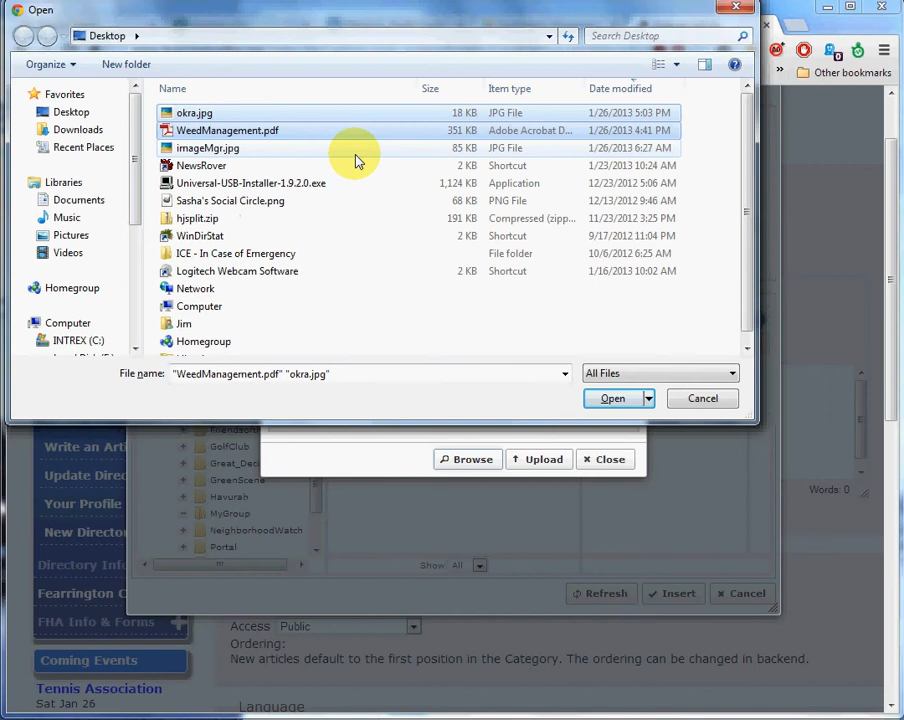 Open
Desktop
Search Desktop
Organize
New folder
Name
Size
Item type
Date modified
Favorites
Desktop
Downloads
Recent Places
Libraries
Documents
Music
Pictures
Videos
Homegroup
Computer
INTREX (C:)
okra.jpg 18 KB JPG File 1/26/2013 5:03 PM
WeedManagement.pdf 351 KB Adobe Acrobat D... 1/26/2013 4:41 PM
imageMgr.jpg 85 KB JPG File 1/26/2013 6:27 AM
NewsRover 2 KB Shortcut 1/23/2013 10:24 AM
Universal-USB-Installer-1.9.2.0.exe 1,124 KB Application 12/23/2012 5:06 AM
Sasha's Social Circle.png 68 KB PNG File 12/13/2012 9:46 AM
hjsplit.zip 191 KB Compressed (zipp... 11/23/2012 3:25 PM
WinDirStat 2 KB Shortcut 9/17/2012 11:04 PM
ICE - In Case of Emergency File folder 10/6/2012 6:25 AM
Logitech Webcam Software 2 KB Shortcut 1/16/2013 10:02 AM
Network
Computer
Jim
Homegroup
File name: "WeedManagement.pdf" "okra.jpg"
All Files
Open
Cancel
Other bookmarks
GolfClub
Great_Decl
GreenScene
Havurah
MyGroup
NeighborhoodWatch
Portal
Browse
Upload
Close
Words: 0
Show All
Refresh
Insert
Cancel
Write an Arti
Update Direc
Your Profile
New Director
Directory Info
Fearrington C
FHA Info & Forms
Coming Events
Tennis Association
Sat Jan 26
Access Public
Ordering:
New articles default to the first position in the Category. The ordering can be changed in backend.
Language